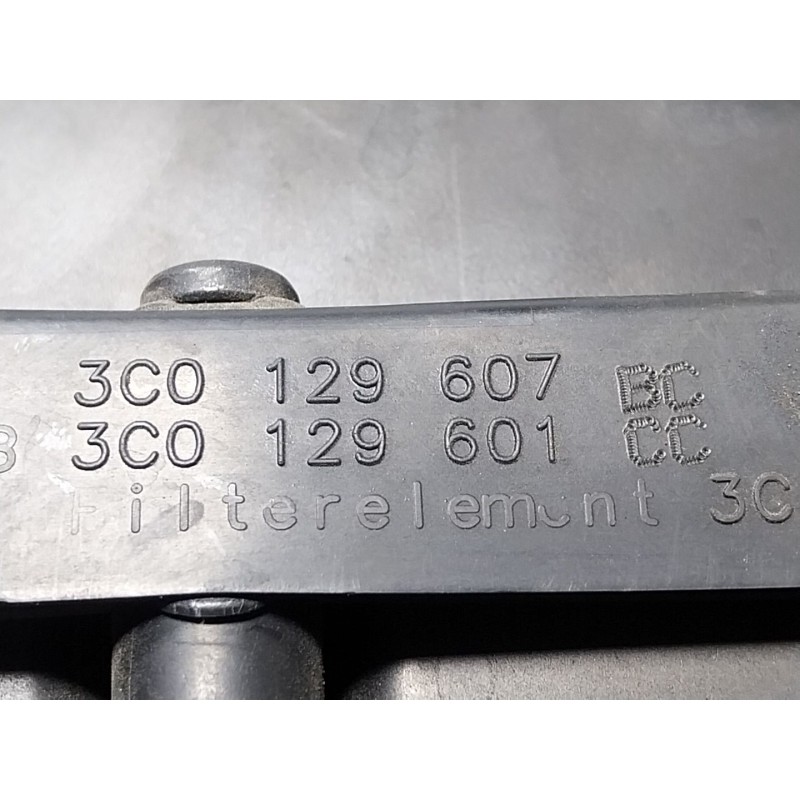 3C0 129 607 BC
3C0 129 601 CC
Filterelement 3C